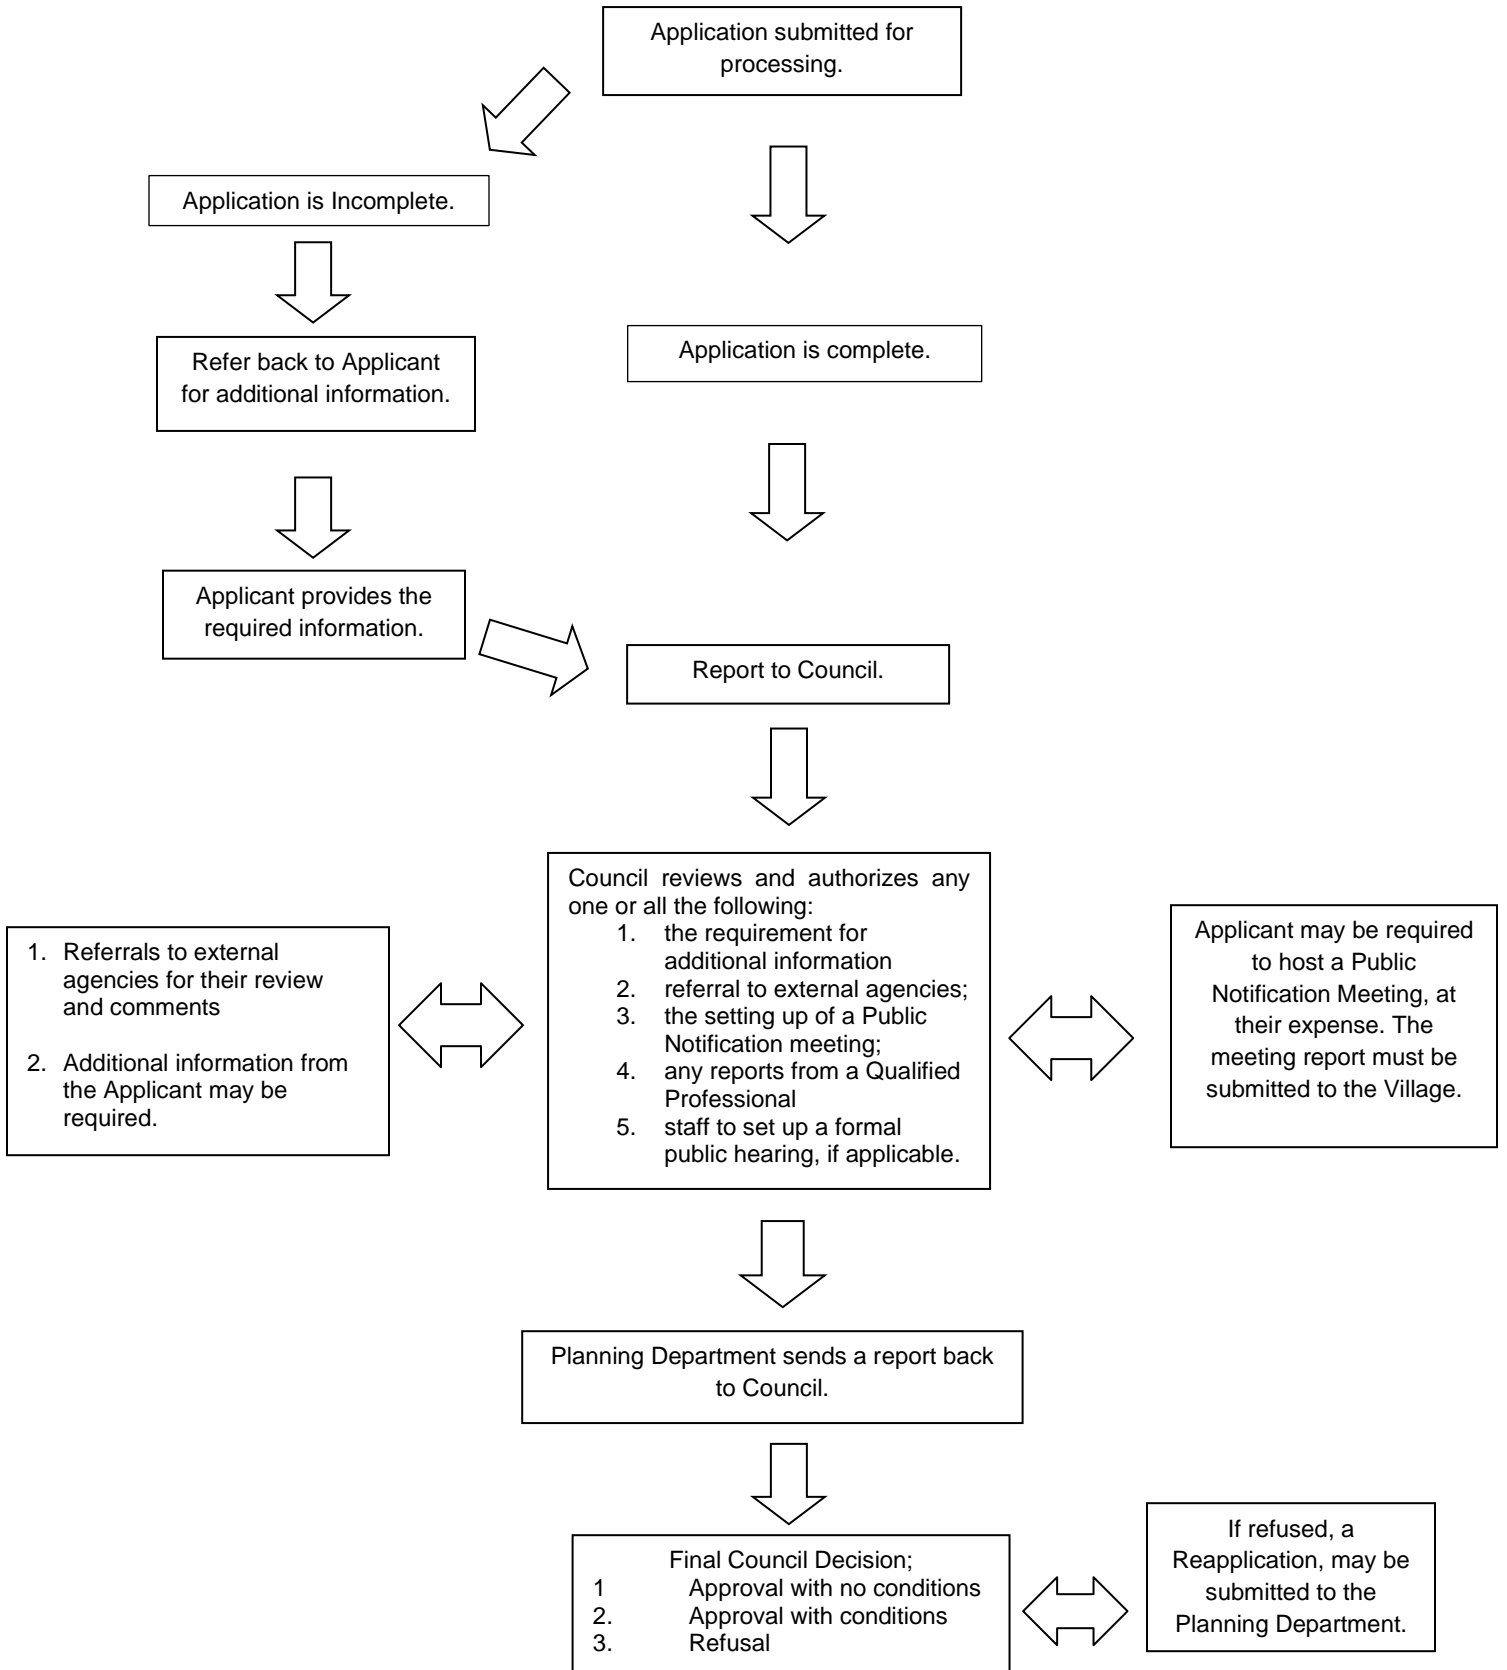 Application submitted for
processing.
Application is Incomplete.
Refer back to Applicant
for additional information.
Application is complete.
Applicant provides the
required information.
Report to Council.
Council reviews and authorizes any
one or all the following:
1. the requirement for
additional information
2. referral to external agencies;
3. the setting up of a Public
Notification meeting;
4. any reports from a Qualified
Professional
5. staff to set up a formal
public hearing, if applicable.
1. Referrals to external
agencies for their review
and comments
2. Additional information from
the Applicant may be
required.
Applicant may be required
to host a Public
Notification Meeting, at
their expense. The
meeting report must be
submitted to the Village.
Planning Department sends a report back
to Council.
Final Council Decision;
1 Approval with no conditions
2. Approval with conditions
3. Refusal
If refused, a
Reapplication, may be
submitted to the
Planning Department.